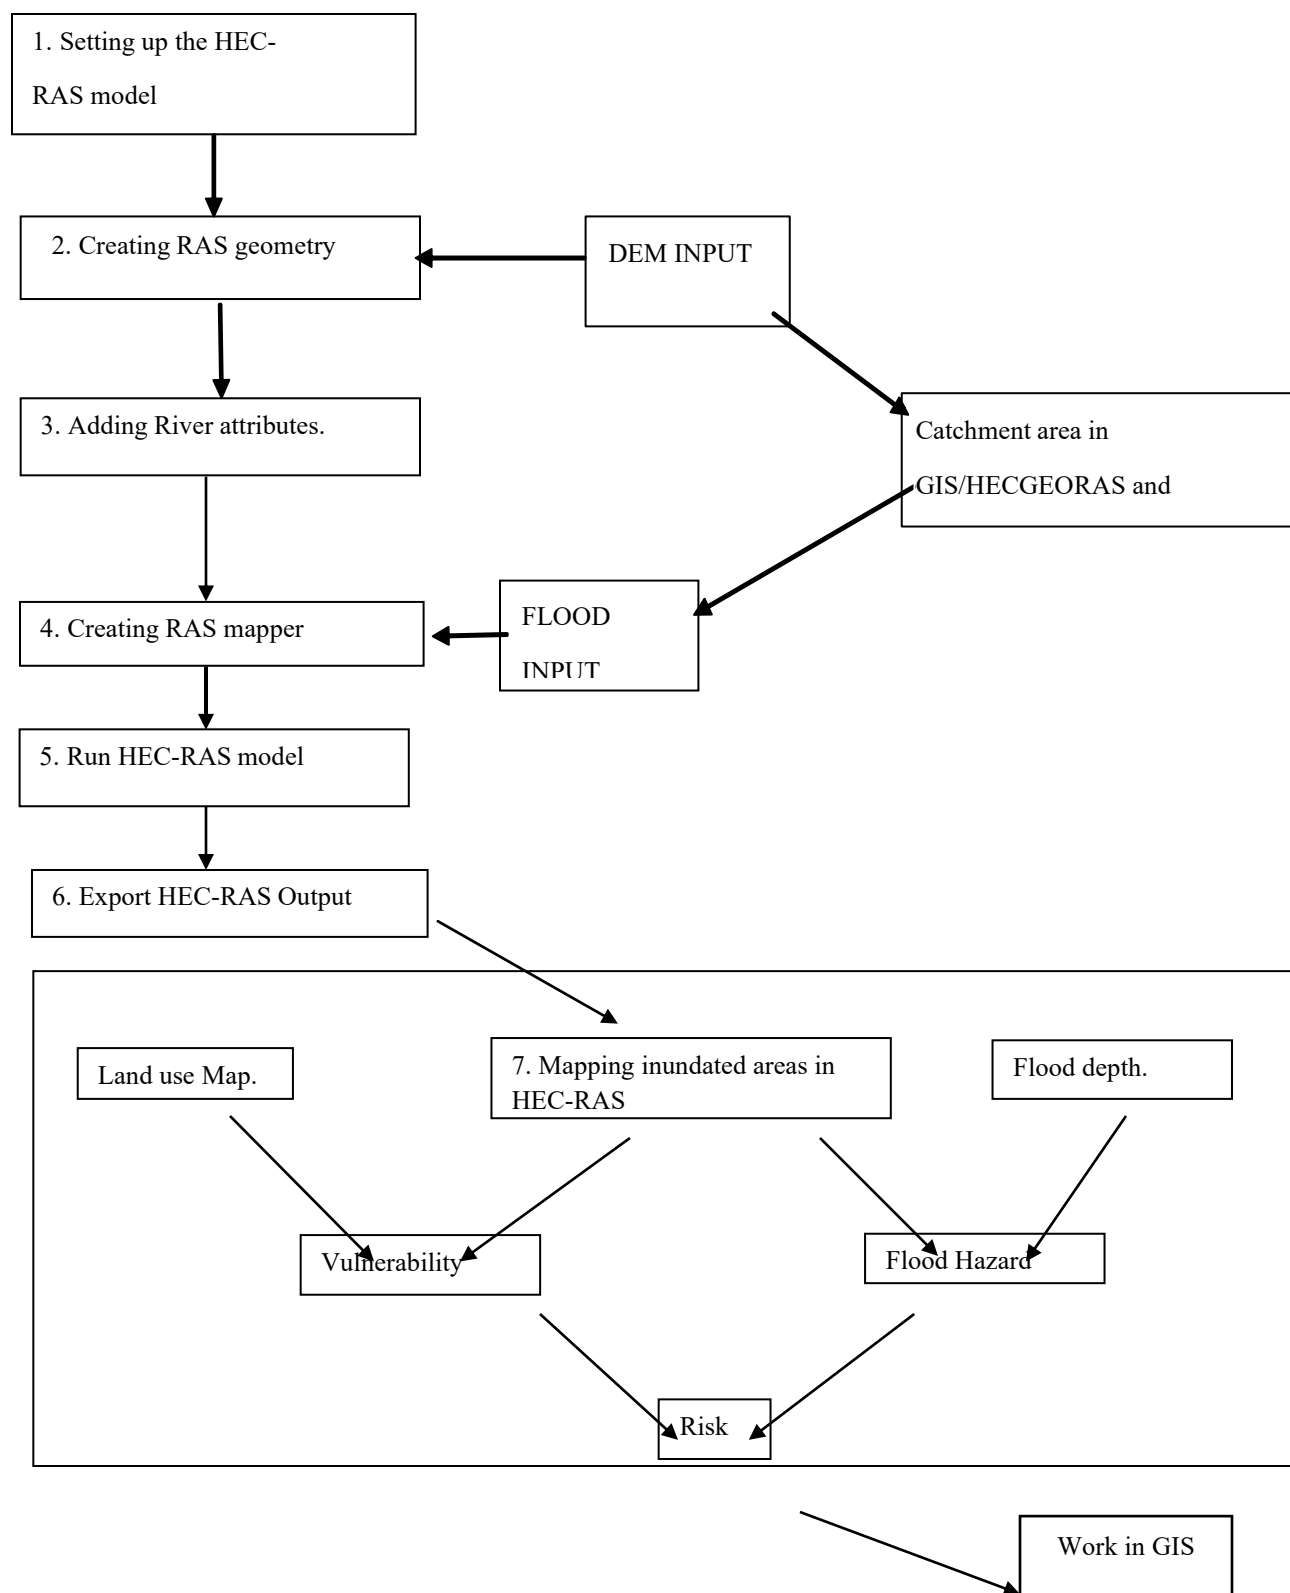 1. Setting up the HEC-
RAS model
2. Creating RAS geometry
DEM INPUT
3. Adding River attributes.
Catchment area in
GIS/HECGEORAS and
4. Creating RAS mapper
FLOOD
INPUT
5. Run HEC-RAS model
6. Export HEC-RAS Output
Land use Map.
7. Mapping inundated areas in
HEC-RAS
Flood depth.
Vulnerability
Flood Hazard
Risk
Work in GIS